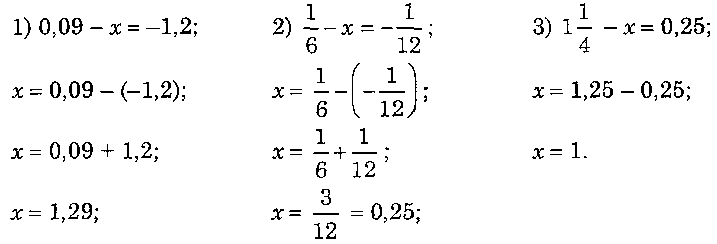 1) 0,09 – x = –1,2;
x = 0,09 – (–1,2);
x = 0,09 + 1,2;
x = 1,29;
2) 1/6 – x = –1/12;
x = 1/6 – (–1/12);
x = 1/6 + 1/12;
x = 3/12 = 0,25;
3) 1 1/4 – x = 0,25;
x = 1,25 – 0,25;
x = 1.